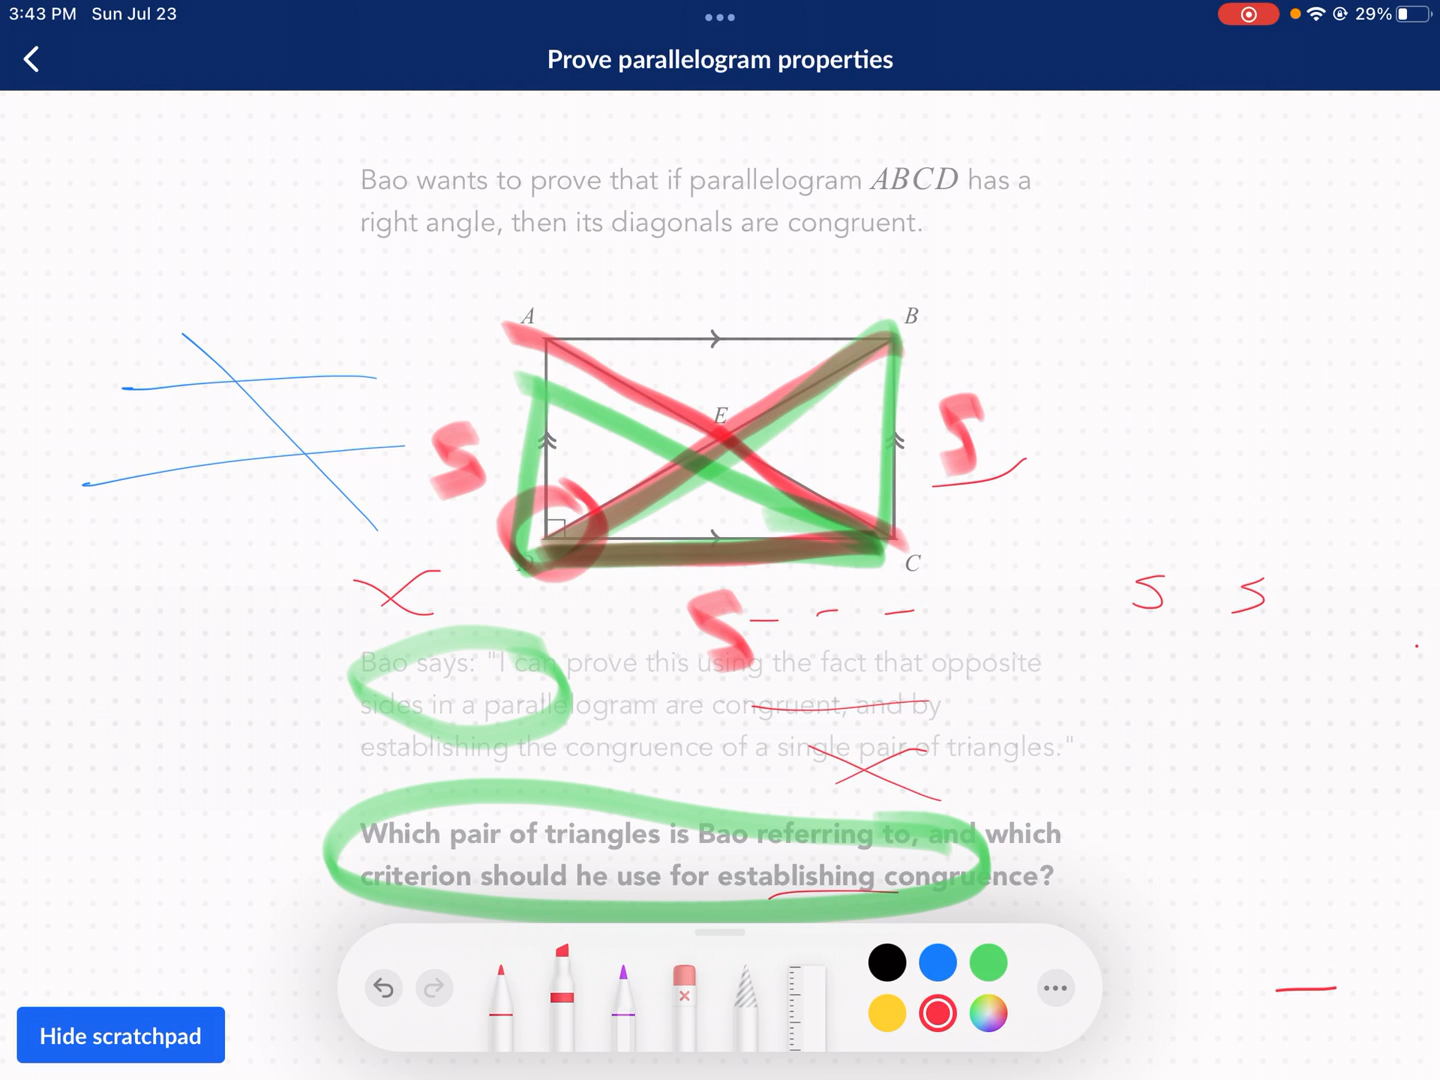 3:43 PM Sun Jul 23
29%
Prove parallelogram properties
Bao wants to prove that if parallelogram ABCD has a
right angle, then its diagonals are congruent.
A
B
E
S
S
D
C
S
S S
Bao says: "I can prove this using the fact that opposite
sides in a parallelogram are congruent, and by
establishing the congruence of a single pair of triangles."
Which pair of triangles is Bao referring to, and which
criterion should he use for establishing congruence?
Hide scratchpad